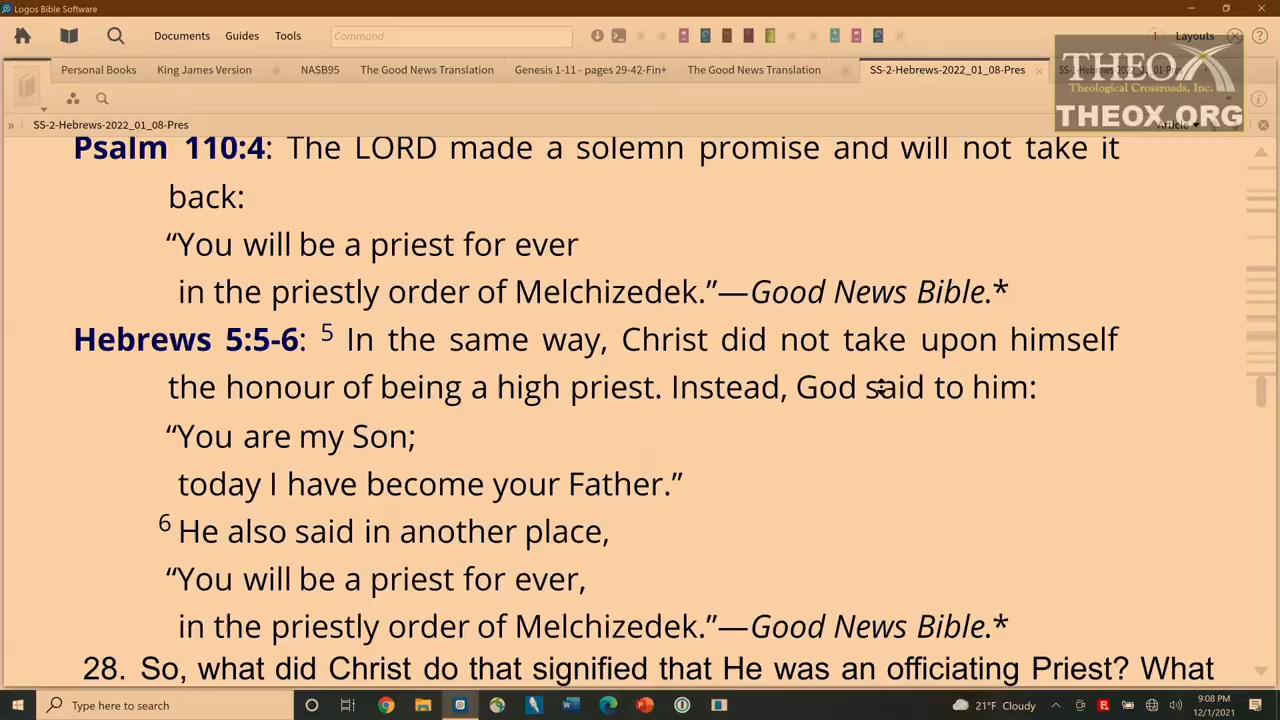 Logos Bible Software
Documents Guides Tools Command Layouts
Personal Books King James Version NASB95 The Good News Translation Genesis 1-11 - pages 29-42-Fin+ The Good News Translation SS-2-Hebrews-2022_01_08-Pres
THEOX
Theological Crossroads, Inc.
THEOX.ORG
» SS-2-Hebrews-2022_01_08-Pres Article
Psalm 110:4: The LORD made a solemn promise and will not take it
back:
“You will be a priest for ever
in the priestly order of Melchizedek.”—Good News Bible.*
Hebrews 5:5-6: 5 In the same way, Christ did not take upon himself
the honour of being a high priest. Instead, God said to him:
“You are my Son;
today I have become your Father.”
6 He also said in another place,
“You will be a priest for ever,
in the priestly order of Melchizedek.”—Good News Bible.*
28. So, what did Christ do that signified that He was an officiating Priest? What
Type here to search
21°F Cloudy
9:08 PM
12/1/2021